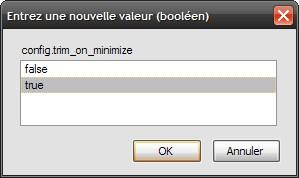 Entrez une nouvelle valeur (booléen)
config.trim_on_minimize
false
true
OK
Annuler